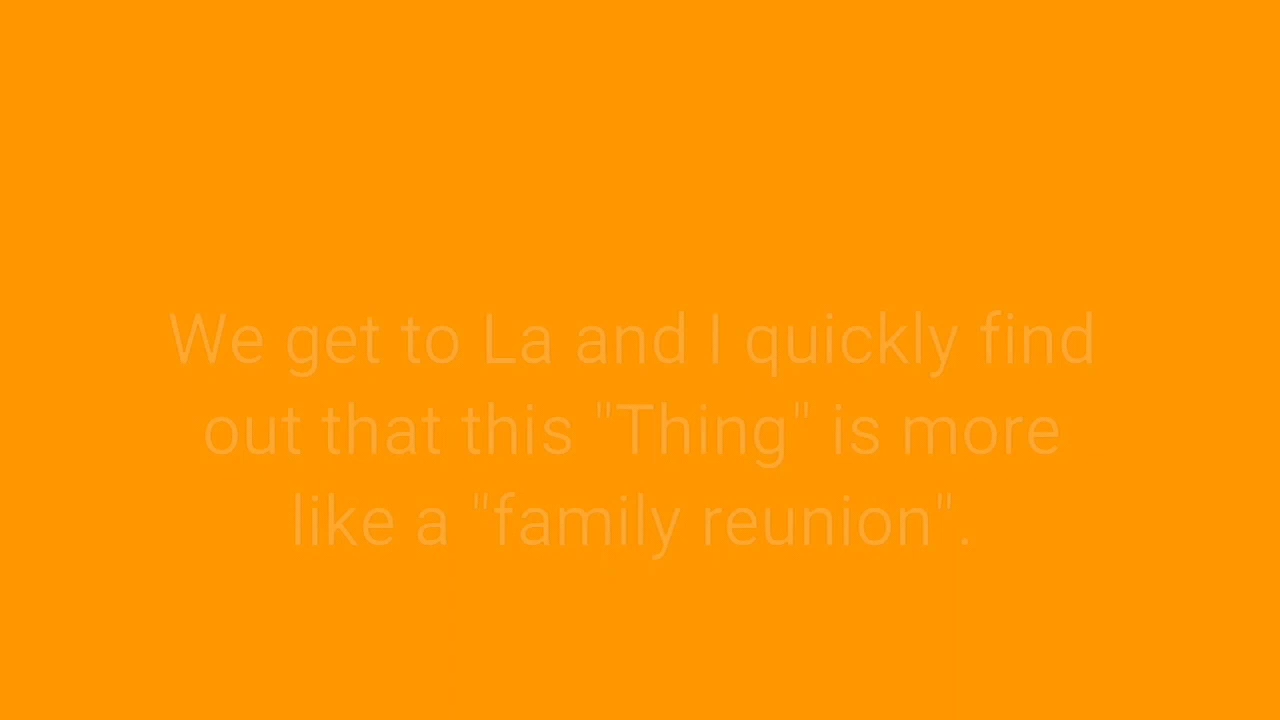 We get to La and I quickly find
out that this "Thing" is more
like a "family reunion".